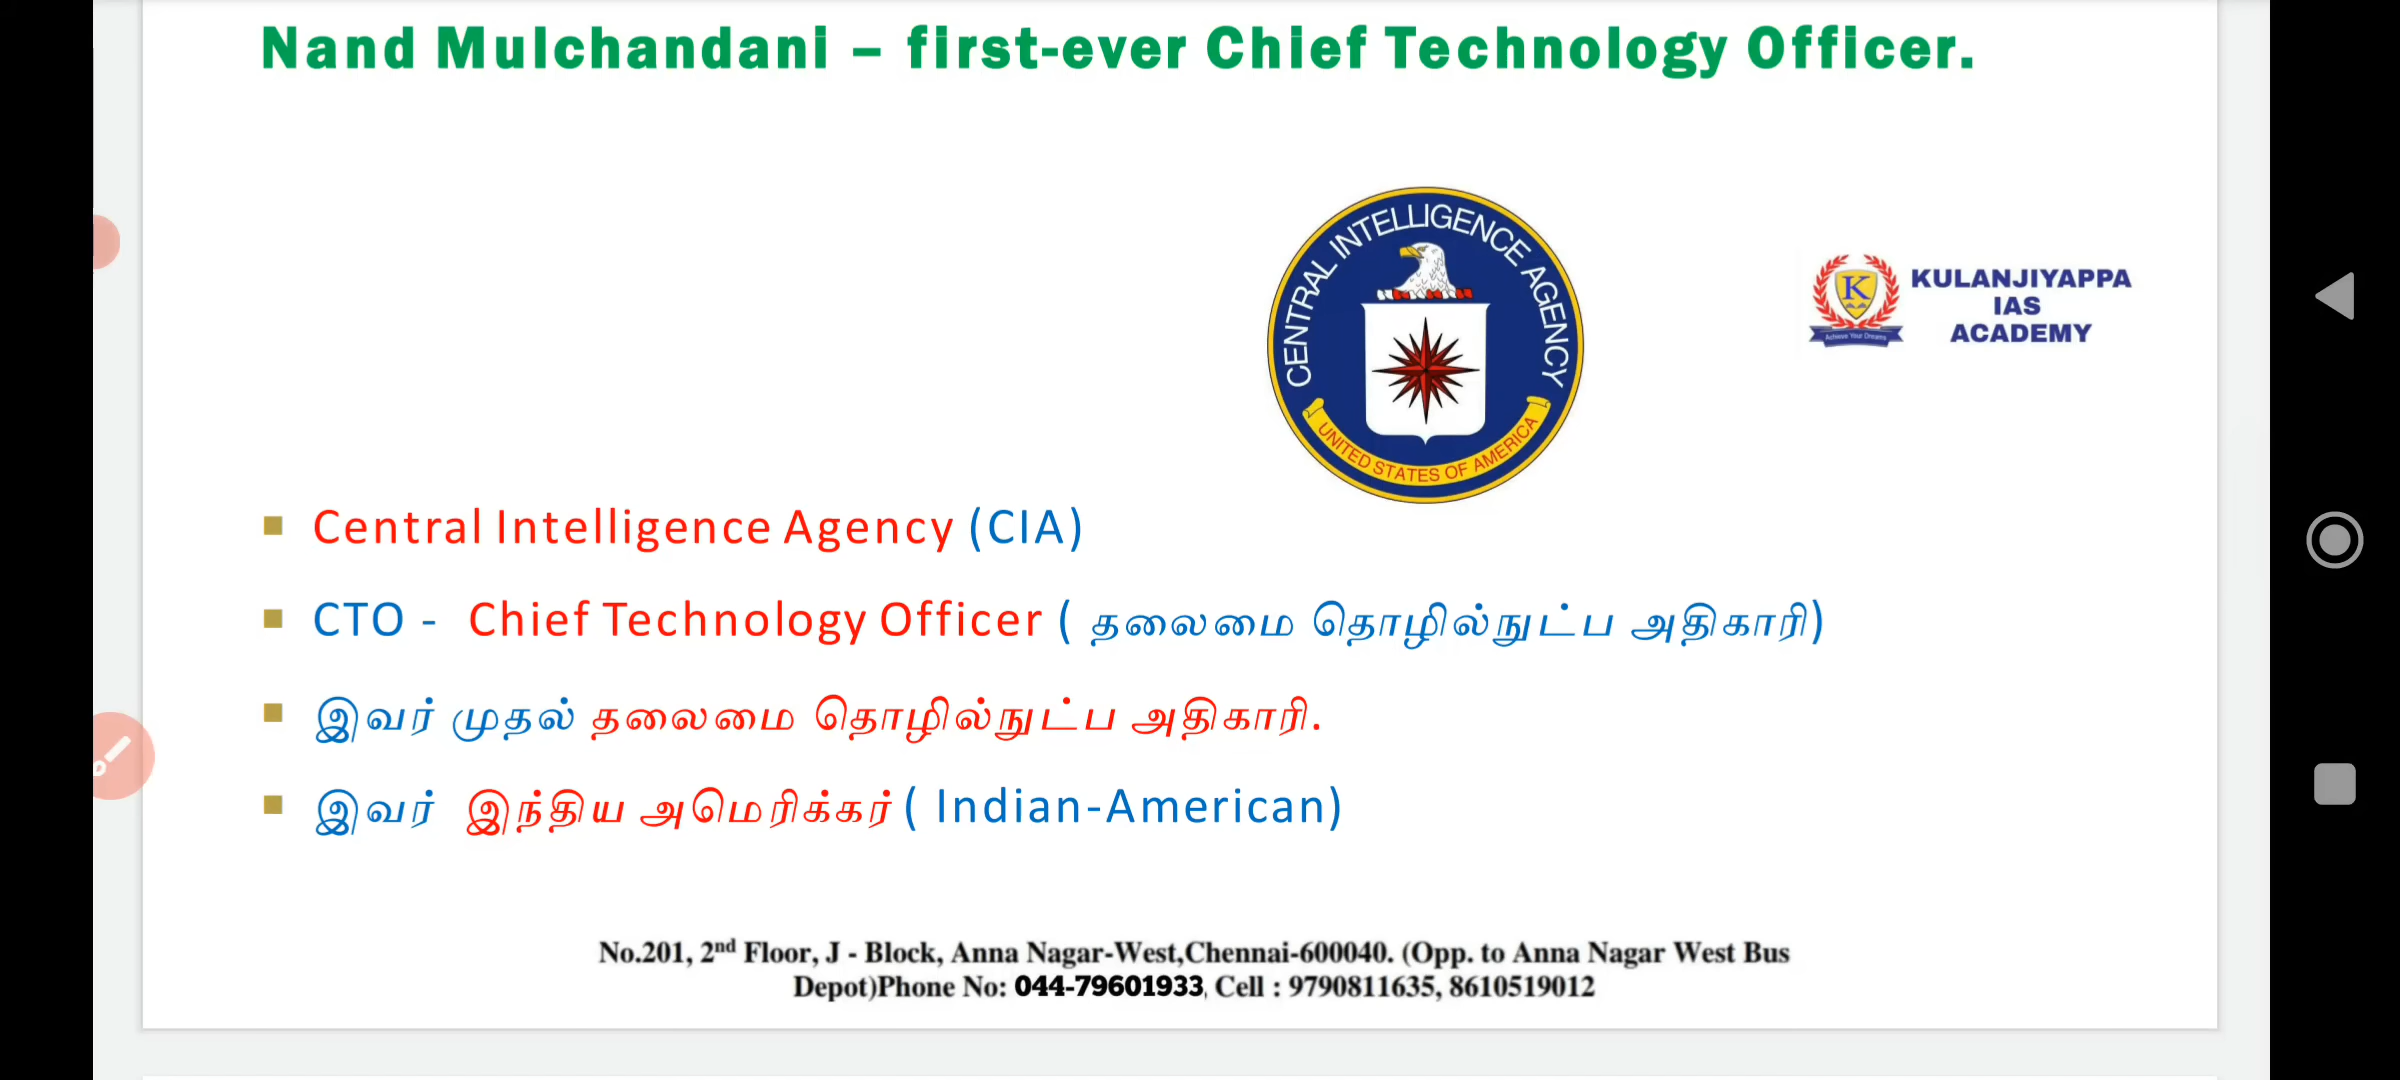 Nand Mulchandani – first-ever Chief Technology Officer.
CENTRAL INTELLIGENCE AGENCY
UNITED STATES OF AMERICA
K
Achieve Your Dreams
KULANJIYAPPA
IAS
ACADEMY
Central Intelligence Agency (CIA)
CTO - Chief Technology Officer ( தலைமை தொழில்நுட்ப அதிகாரி)
இவர் முதல் தலைமை தொழில்நுட்ப அதிகாரி.
இவர் இந்திய அமெரிக்கர் ( Indian-American)
No.201, 2nd Floor, J - Block, Anna Nagar-West,Chennai-600040. (Opp. to Anna Nagar West Bus
Depot)Phone No: 044-79601933, Cell : 9790811635, 8610519012